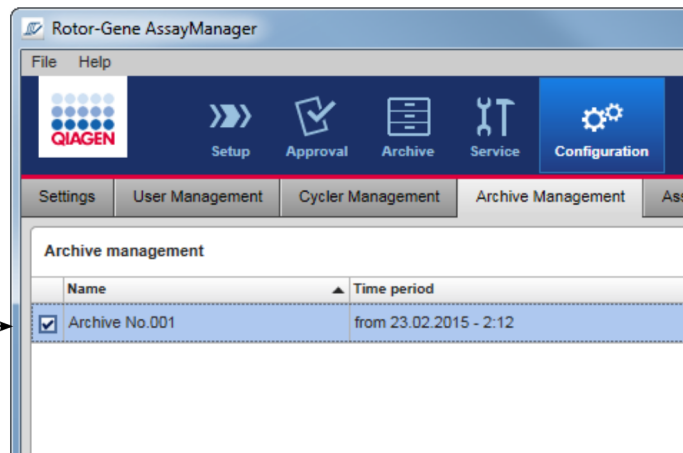 Rotor-Gene AssayManager
File Help
QIAGEN
Setup Approval Archive Service Configuration
Settings User Management Cycler Management Archive Management
Archive management
Name Time period
Archive No.001 from 23.02.2015 - 2:12